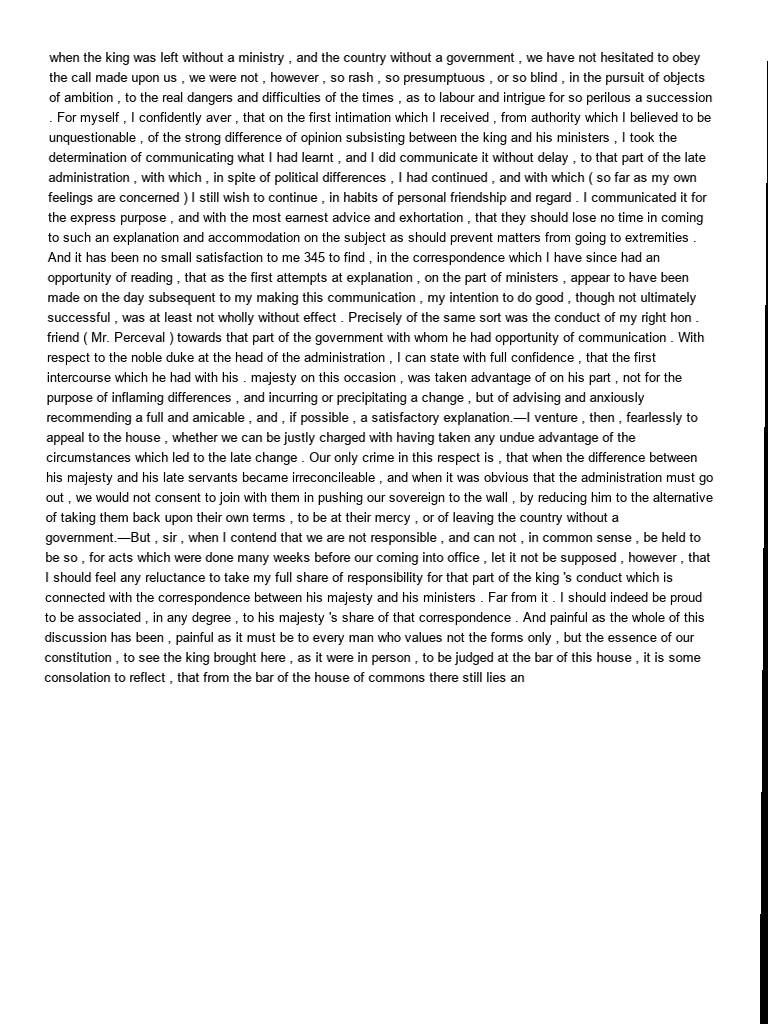 when the king was left without a ministry , and the country without a government , we have not hesitated to obey
the call made upon us , we were not , however , so rash , so presumptuous , or so blind , in the pursuit of objects
of ambition , to the real dangers and difficulties of the times , as to labour and intrigue for so perilous a succession
. For myself , I confidently aver , that on the first intimation which I received , from authority which I believed to be
unquestionable , of the strong difference of opinion subsisting between the king and his ministers , I took the
determination of communicating what I had learnt , and I did communicate it without delay , to that part of the late
administration , with which , in spite of political differences , I had continued , and with which ( so far as my own
feelings are concerned ) I still wish to continue , in habits of personal friendship and regard . I communicated it for
the express purpose , and with the most earnest advice and exhortation , that they should lose no time in coming
to such an explanation and accommodation on the subject as should prevent matters from going to extremities .
And it has been no small satisfaction to me 345 to find , in the correspondence which I have since had an
opportunity of reading , that as the first attempts at explanation , on the part of ministers , appear to have been
made on the day subsequent to my making this communication , my intention to do good , though not ultimately
successful , was at least not wholly without effect . Precisely of the same sort was the conduct of my right hon .
friend ( Mr. Perceval ) towards that part of the government with whom he had opportunity of communication . With
respect to the noble duke at the head of the administration , I can state with full confidence , that the first
intercourse which he had with his . majesty on this occasion , was taken advantage of on his part , not for the
purpose of inflaming differences , and incurring or precipitating a change , but of advising and anxiously
recommending a full and amicable , and , if possible , a satisfactory explanation.—I venture , then , fearlessly to
appeal to the house , whether we can be justly charged with having taken any undue advantage of the
circumstances which led to the late change . Our only crime in this respect is , that when the difference between
his majesty and his late servants became irreconcileable , and when it was obvious that the administration must go
out , we would not consent to join with them in pushing our sovereign to the wall , by reducing him to the alternative
of taking them back upon their own terms , to be at their mercy , or of leaving the country without a
government.—But , sir , when I contend that we are not responsible , and can not , in common sense , be held to
be so , for acts which were done many weeks before our coming into office , let it not be supposed , however , that
I should feel any reluctance to take my full share of responsibility for that part of the king 's conduct which is
connected with the correspondence between his majesty and his ministers . Far from it . I should indeed be proud
to be associated , in any degree , to his majesty 's share of that correspondence . And painful as the whole of this
discussion has been , painful as it must be to every man who values not the forms only , but the essence of our
constitution , to see the king brought here , as it were in person , to be judged at the bar of this house , it is some
consolation to reflect , that from the bar of the house of commons there still lies an